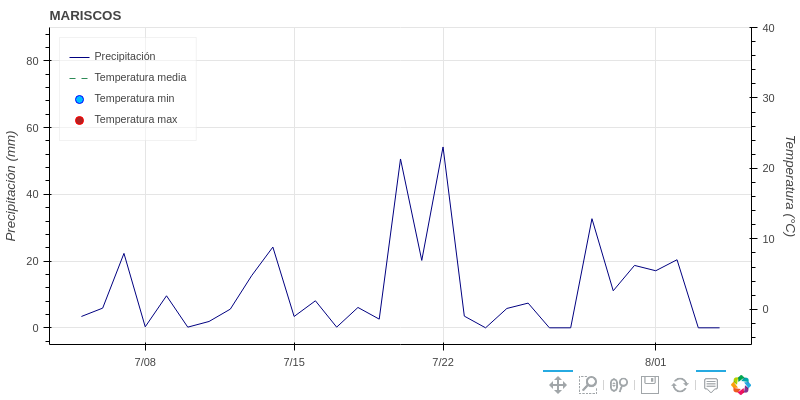 MARISCOS
Precipitación
Temperatura media
Temperatura min
Temperatura max
Precipitación (mm)
80
60
40
20
0
40
30
20
10
0
Temperatura (°C)
7/08
7/15
7/22
8/01